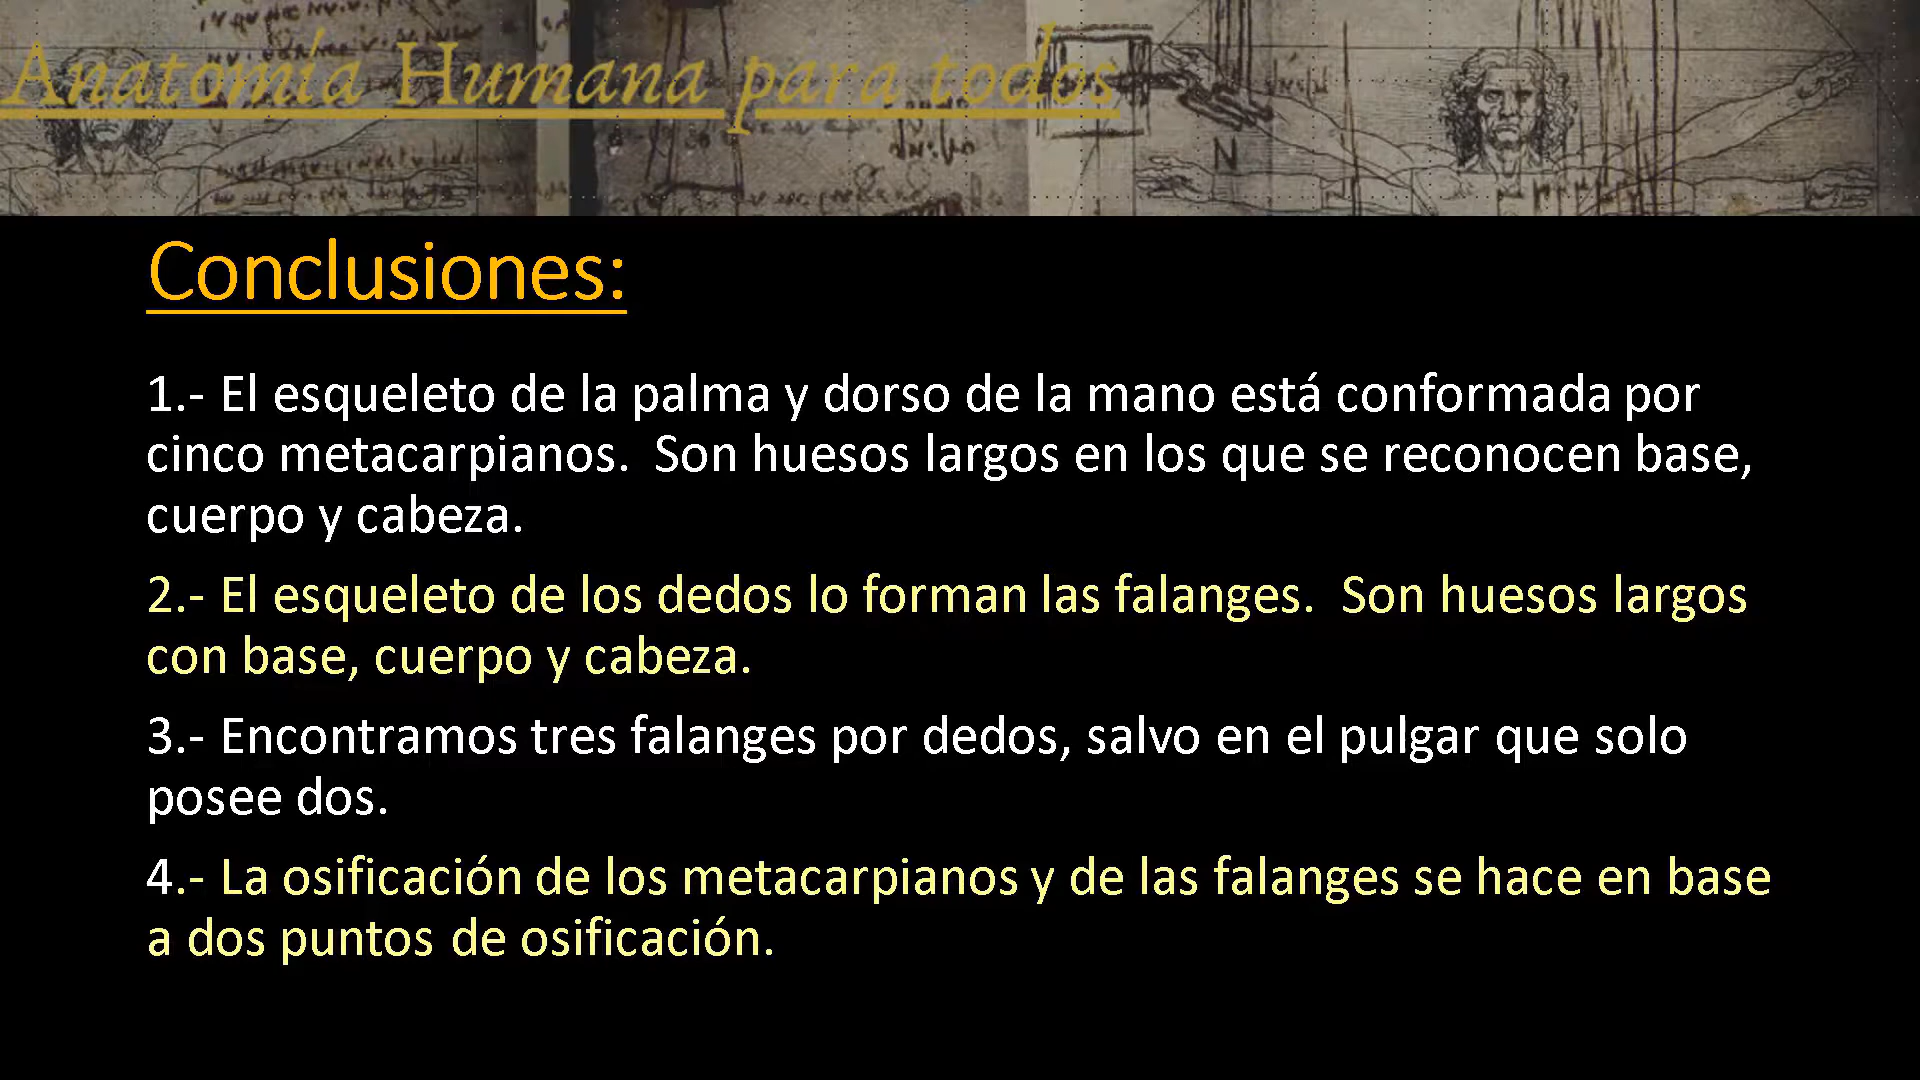 Anatomía Humana para todos
N
Conclusiones:
1.- El esqueleto de la palma y dorso de la mano está conformada por
cinco metacarpianos.  Son huesos largos en los que se reconocen base,
cuerpo y cabeza.
2.- El esqueleto de los dedos lo forman las falanges.  Son huesos largos
con base, cuerpo y cabeza.
3.- Encontramos tres falanges por dedos, salvo en el pulgar que solo
posee dos.
4.- La osificación de los metacarpianos y de las falanges se hace en base
a dos puntos de osificación.